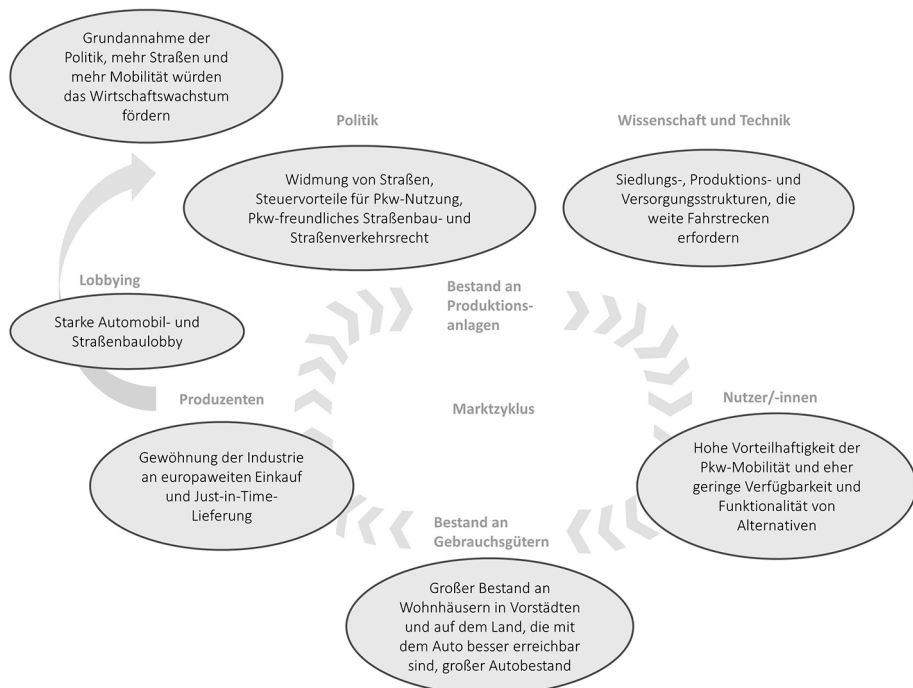 Grundannahme der
Politik, mehr Straßen und
mehr Mobilität würden
das Wirtschaftswachstum
fördern
Politik
Widmung von Straßen,
Steuervorteile für Pkw-Nutzung,
Pkw-freundliches Straßenbau- und
Straßenverkehrsrecht
Wissenschaft und Technik
Siedlungs-, Produktions- und
Versorgungsstrukturen, die
weite Fahrstrecken
erfordern
Lobbying
Starke Automobil- und
Straßenbaulobby
Bestand an
Produktions-
anlagen
Produzenten
Gewöhnung der Industrie
an europaweiten Einkauf
und Just-in-Time-
Lieferung
Marktzyklus
Nutzer/-innen
Hohe Vorteilhaftigkeit der
Pkw-Mobilität und eher
geringe Verfügbarkeit und
Funktionalität von
Alternativen
Bestand an
Gebrauchsgütern
Großer Bestand an
Wohnhäusern in Vorstädten
und auf dem Land, die mit
dem Auto besser erreichbar
sind, großer Autobestand